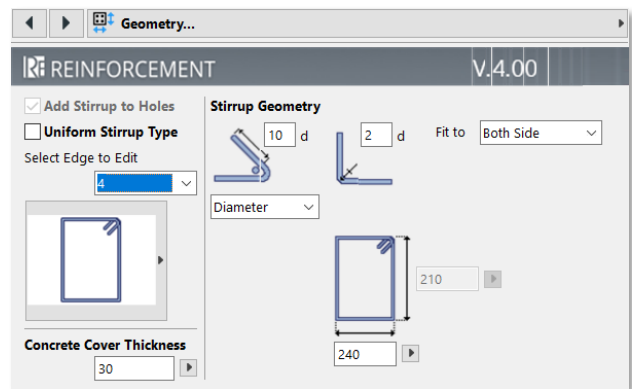 Geometry...
REINFORCEMENT V.4.00
Add Stirrup to Holes
Uniform Stirrup Type
Select Edge to Edit
4
Concrete Cover Thickness
30
Stirrup Geometry
10 d 2 d Fit to Both Side
Diameter
210
240